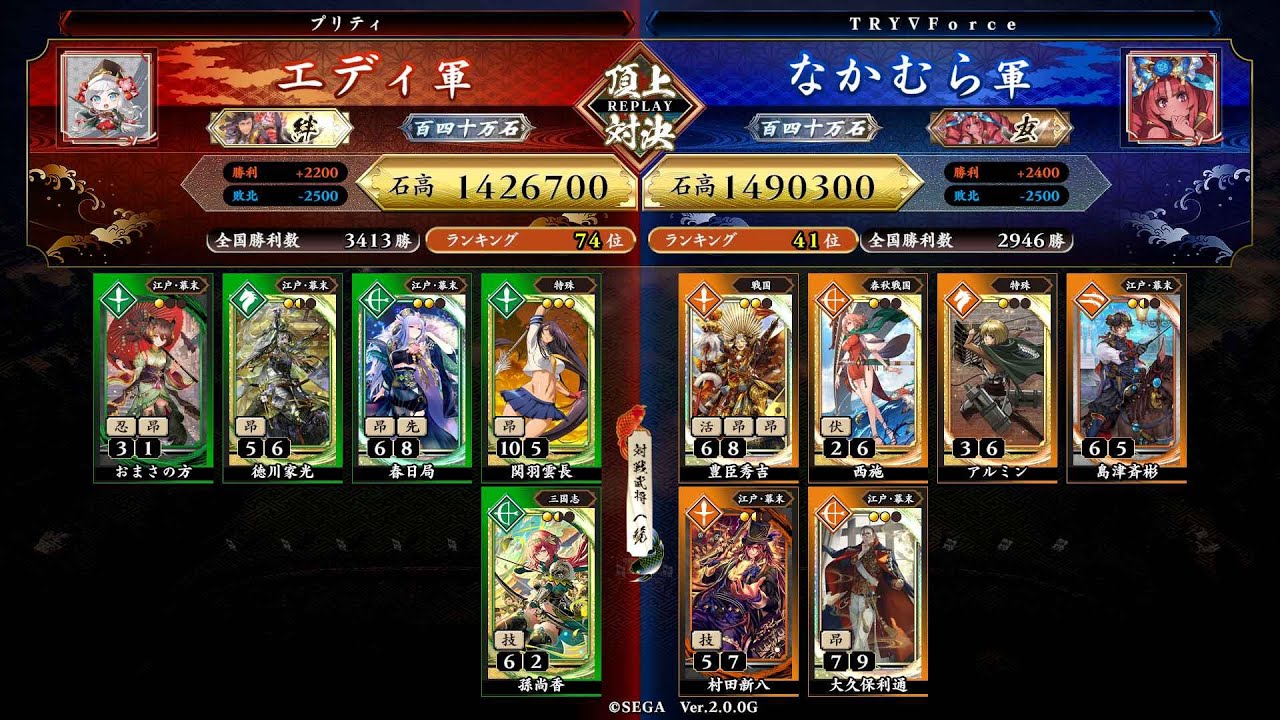 プリティ
TRY∇Force
エディ軍
頂上
REPLAY
対決
なかむら軍
絆
百四十万石
百四十万石
玄
勝利 +2200
敗北 -2500
石高 1426700
石高 1490300
勝利 +2400
敗北 -2500
全国勝利数 3413勝
ランキング 74位
ランキング 41位
全国勝利数 2946勝
江戸・幕末
忍 昂
3 1
おまさの方
江戸・幕末
昂
5 6
徳川家光
江戸・幕末
昂 先
6 8
春日局
特殊
昂
10 5
関羽雲長
戦国
活 昂 昂
6 8
豊臣秀吉
春秋戦国
伏
2 6
西施
特殊
3 6
アルミン
江戸・幕末
6 5
島津斉彬
対戦武将一覧
三国志
技
6 2
孫尚香
江戸・幕末
技
5 7
村田新八
江戸・幕末
昂
7 9
大久保利通
©SEGA Ver.2.0.0G